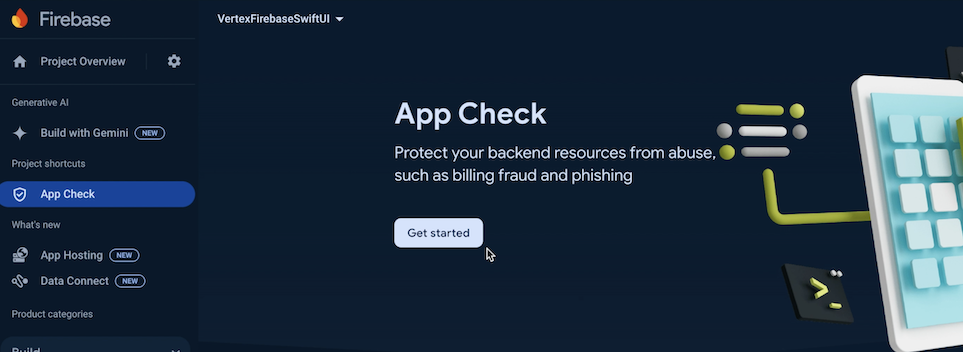 Firebase
VertexFirebaseSwiftUI
Project Overview
Generative AI
Build with Gemini NEW
Project shortcuts
App Check
What's new
App Hosting NEW
Data Connect NEW
Product categories
Build
App Check
Protect your backend resources from abuse,
such as billing fraud and phishing
Get started